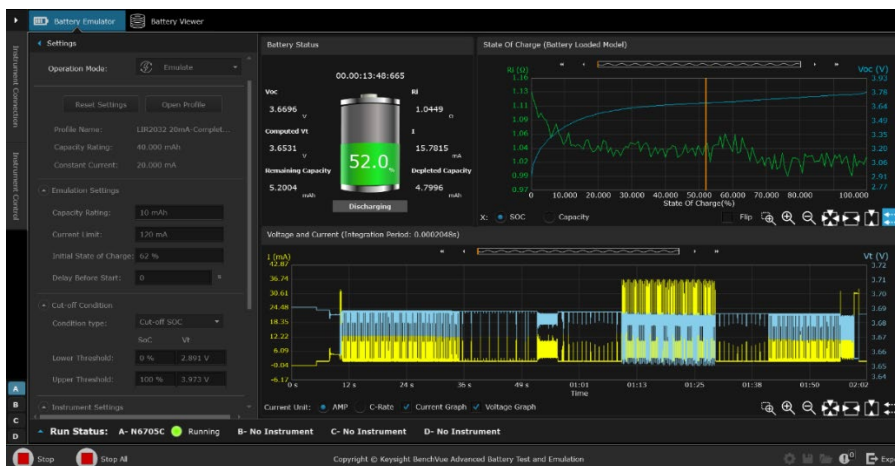 Battery Emulator Battery Viewer
Instrument Connection
Instrument Control
Settings
Operation Mode: Emulate
Reset Settings Open Profile
Profile Name: LIR2032 20mA-Complet...
Capacity Rating: 40.000 mAh
Constant Current: 20.000 mA
Emulation Settings
Capacity Rating: 10 mAh
Current Limit: 120 mA
Initial State of Charge: 62 %
Delay Before Start: 0
Cut-off Condition
Condition type: Cut-off SOC
SoC Vt
Lower Threshold: 0 % 2.891 V
Upper Threshold: 100 % 3.973 V
Instrument Settings
A
B
C
D
Battery Status
00.00:13:48:665
Voc Ri
3.6696 V 1.0449 Ω
Computed Vt I
3.6531 V 15.7815 mA
Remaining Capacity Depleted Capacity
5.2004 mAh 4.7996 mAh
52.0 %
Discharging
State Of Charge (Battery Loaded Model)
Ri (Ω) Voc (V)
1.16 3.93
1.15 3.78
1.13 3.64
1.11 3.49
1.09 3.35
1.06 3.20
1.04 3.06
1.02
0.99 2.91
0.97 2.77
0 10.000 20.000 30.000 40.000 50.000 60.000 70.000 80.000 100.000
State Of Charge(%)
X: SOC Capacity Flip
Voltage and Current (Integration Period: 0.0002048s)
I (mA) Vt (V)
42.87 3.72
36.74 3.71
30.61 3.70
24.48 3.69
18.35 3.68
12.22 3.67
6.09 3.66
-0.04 3.65
-6.17 3.64
0 s 12 s 24 s 36 s 49 s 01:01 01:13 01:25 01:38 01:50 02:02
Time
Current Unit: AMP C-Rate Current Graph Voltage Graph
Run Status: A- N6705C Running B- No Instrument C- No Instrument D- No Instrument
Stop Stop All Copyright © Keysight BenchVue Advanced Battery Test and Emulation